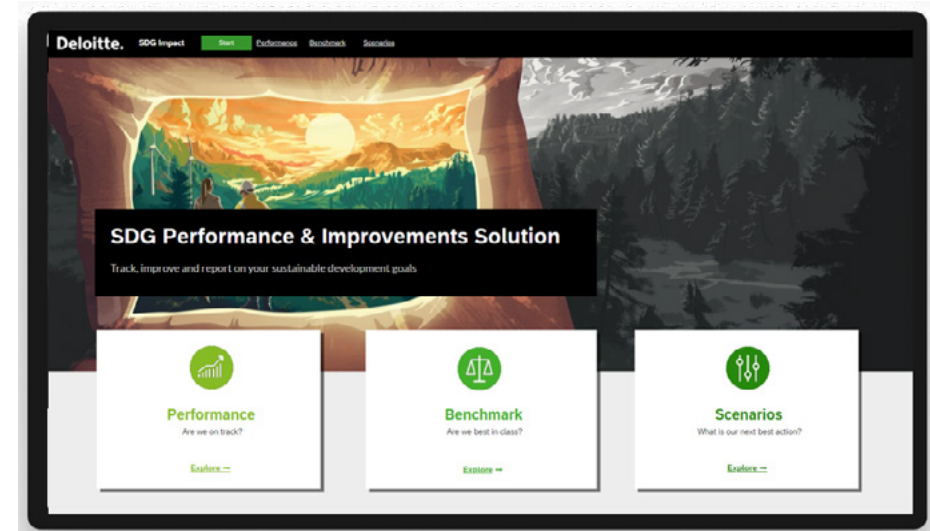 Deloitte. SDG Impact Start Performance Benchmark Scenarios
SDG Performance & Improvements Solution
Track, improve and report on your sustainable development goals
Performance
Are we on track?
Explore →
Benchmark
Are we best in class?
Explore →
Scenarios
What is our next best action?
Explore →